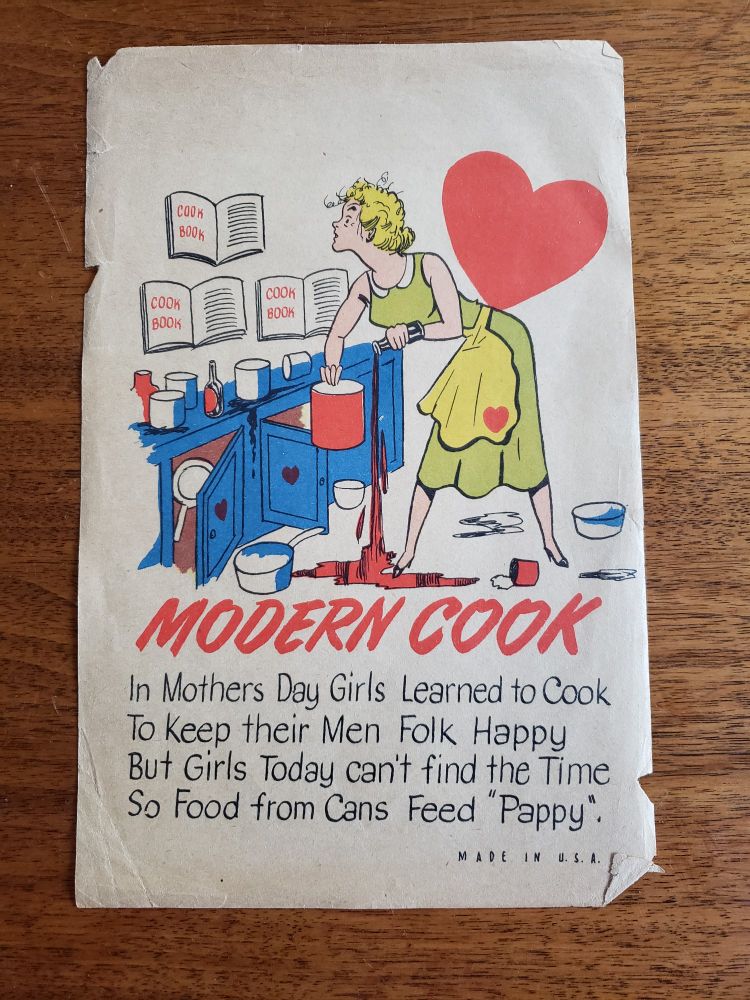 COOK
BOOK
COOK
BOOK
COOK
BOOK
MODERN COOK
In Mothers Day Girls Learned to Cook
To Keep their Men Folk Happy
But Girls Today can't find the Time
So Food from Cans Feed "Pappy".
MADE IN U.S.A.